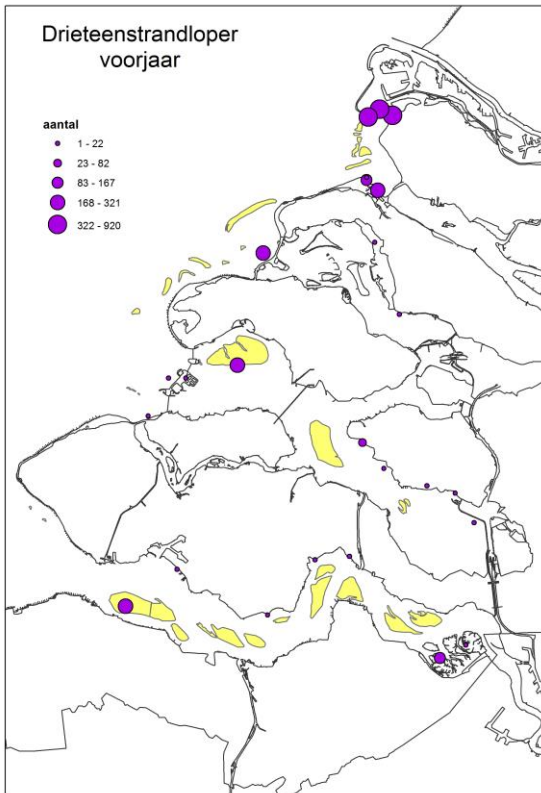 Drieteenstrandloper
voorjaar
aantal
1 - 22
23 - 82
83 - 167
168 - 321
322 - 920